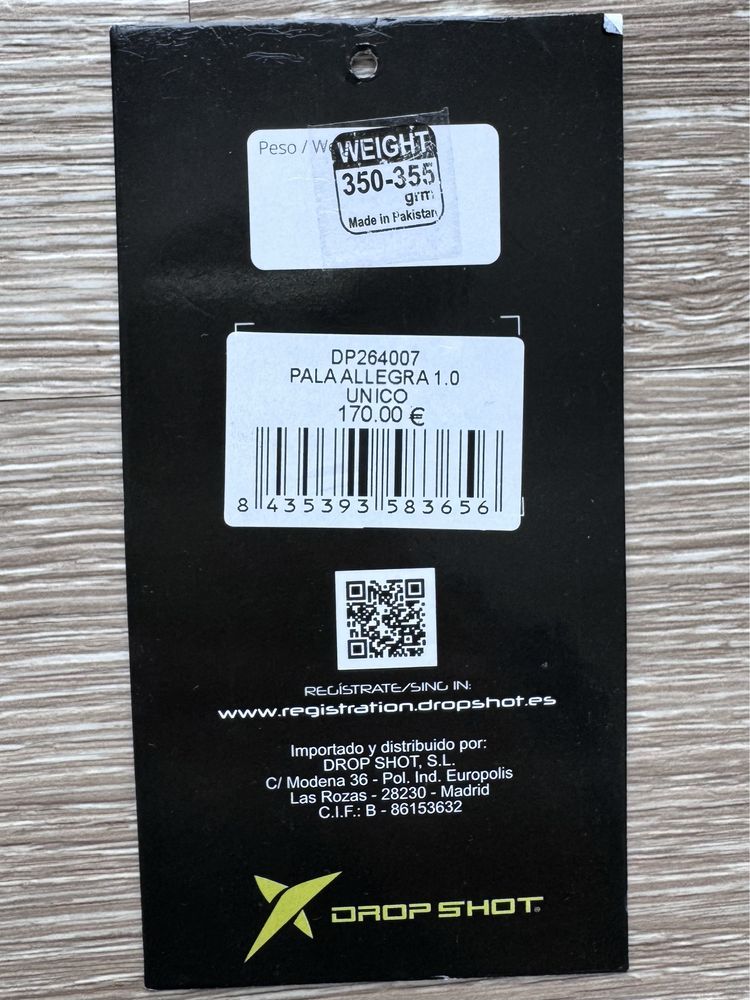 Peso / We
WEIGHT
350-355
grm
Made in Pakistan
DP264007
PALA ALLEGRA 1.0
UNICO
170.00 €
8 435393 583656
REGÍSTRATE/SING IN:
www.registration.dropshot.es
Importado y distribuido por:
DROP SHOT, S.L.
C/ Modena 36 - Pol. Ind. Europolis
Las Rozas - 28230 - Madrid
C.I.F.: B - 86153632
DROP SHOT